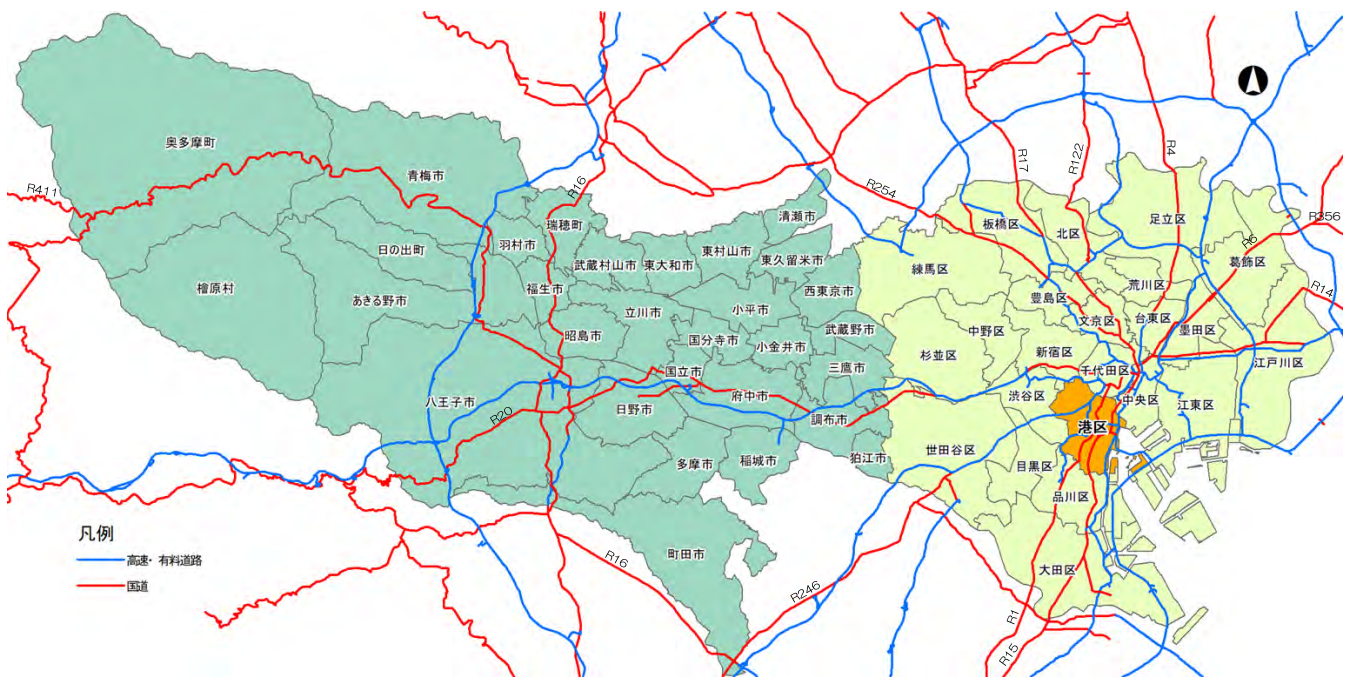 奥多摩町
R411
青梅市
R16
瑞穂町
羽村市
日の出町
檜原村
あきる野市
福生市
武蔵村山市
東大和市
東村山市
清瀬市
東久留米市
西東京市
昭島市
立川市
小平市
国分寺市
小金井市
武蔵野市
三鷹市
国立市
府中市
調布市
狛江市
八王子市
R20
日野市
多摩市
稲城市
町田市
R16
R246
R254
R17
R122
R4
R356
R6
R14
板橋区
北区
足立区
葛飾区
練馬区
豊島区
荒川区
文京区
台東区
墨田区
中野区
杉並区
新宿区
千代田区
江戸川区
渋谷区
中央区
江東区
港区
世田谷区
目黒区
品川区
大田区
R1
R15
凡例
高速・有料道路
国道